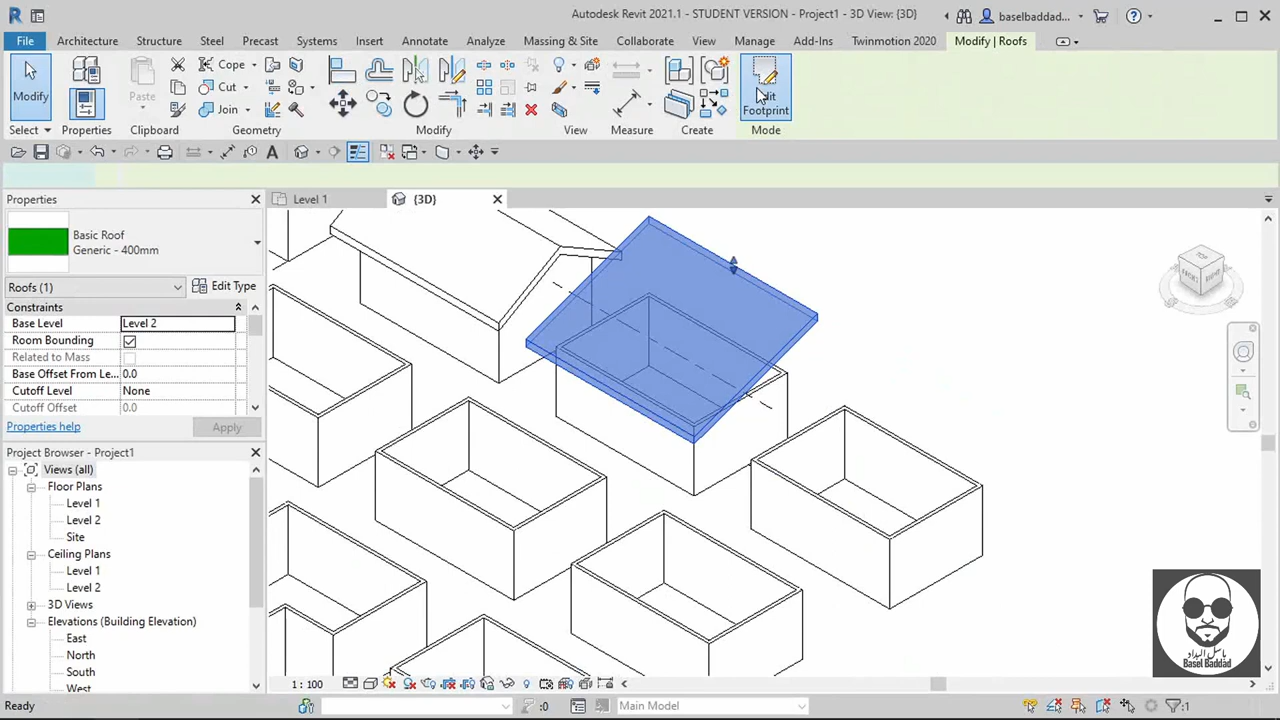 Autodesk Revit 2021.1 - STUDENT VERSION - Project1 - 3D View: {3D}
baselbaddad...
File Architecture Structure Steel Precast Systems Insert Annotate Analyze Massing & Site Collaborate View Manage Add-Ins Twinmotion 2020 Modify | Roofs
Modify
Paste
Cope
Cut
Join
Footprint
Select Properties Clipboard Geometry Modify View Measure Create Mode
Properties
Level 1
{3D}
Basic Roof
Generic - 400mm
Roofs (1)
Edit Type
Constraints
Base Level Level 2
Room Bounding
Related to Mass
Base Offset From Le... 0.0
Cutoff Level None
Cutoff Offset 0.0
Properties help
Apply
Project Browser - Project1
Views (all)
Floor Plans
Level 1
Level 2
Site
Ceiling Plans
Level 1
Level 2
3D Views
Elevations (Building Elevation)
East
North
South
West
TOP
FRONT
RIGHT
باسل البداد
Basel Baddad
1 : 100
Ready
:0
Main Model
:1